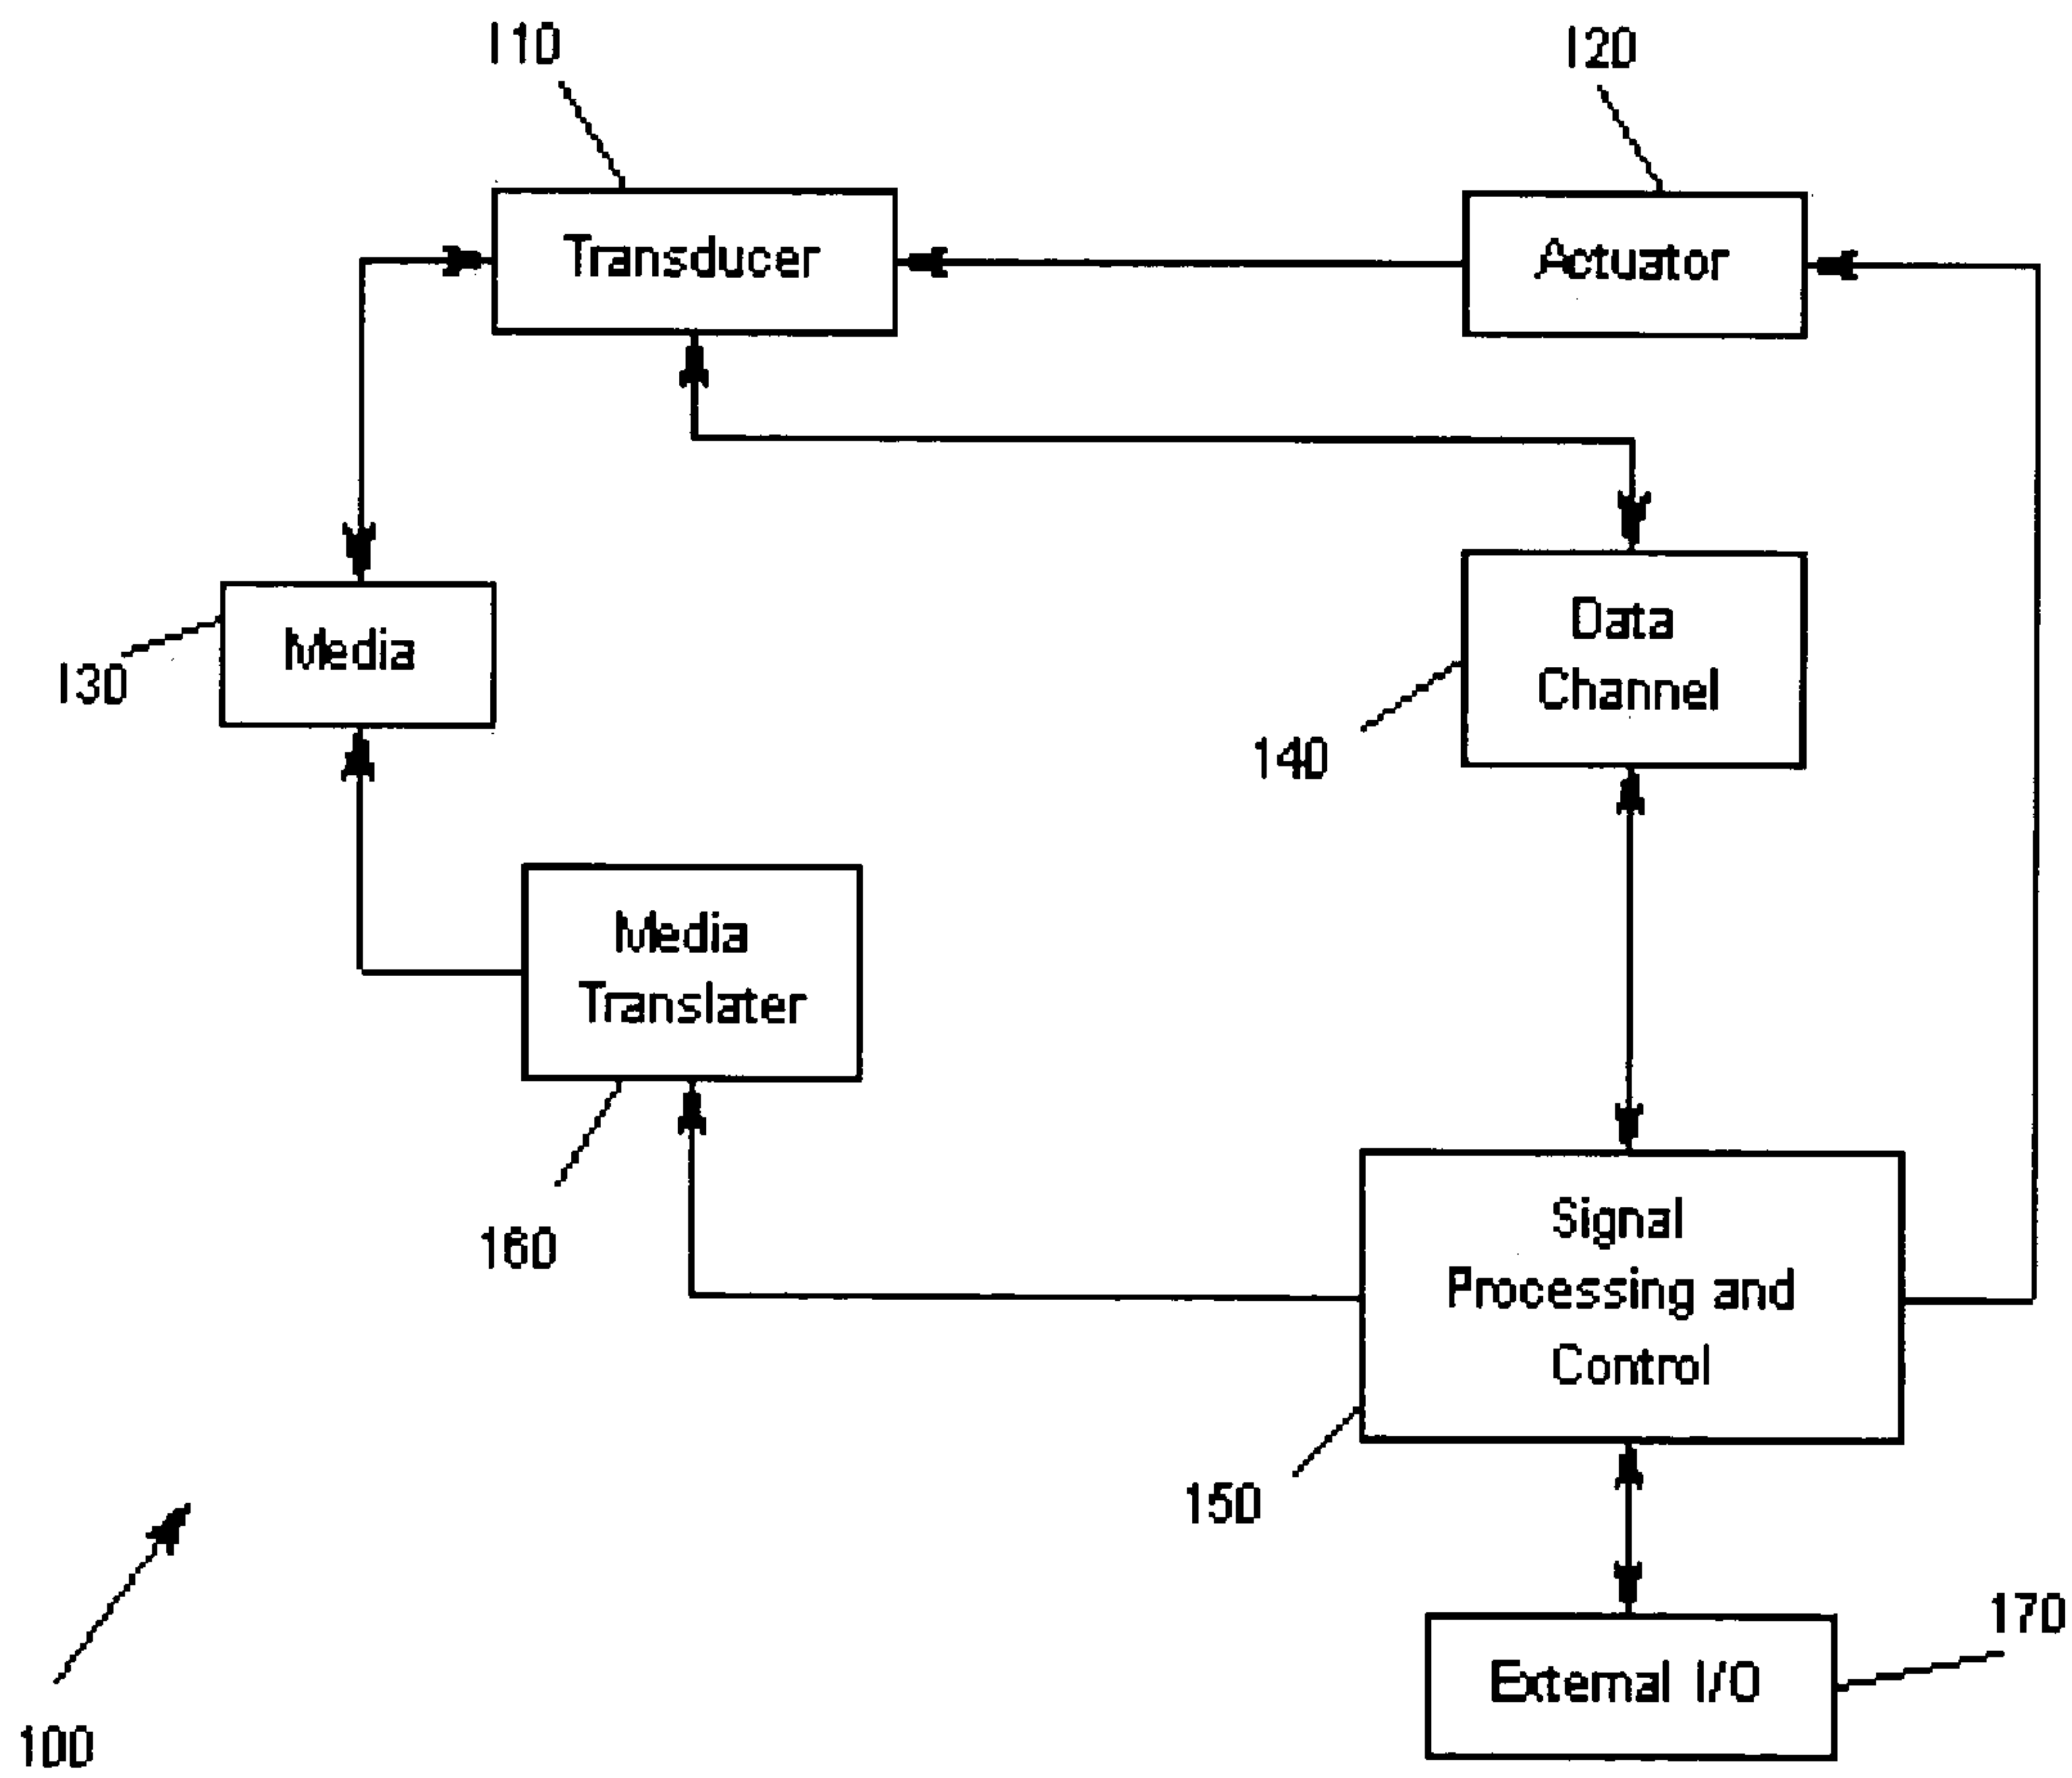 110
120
Transducer
Actuator
Media
130
Data
Channel
140
Media
Translater
160
Signal
Processing and
Control
150
170
External I/O
100